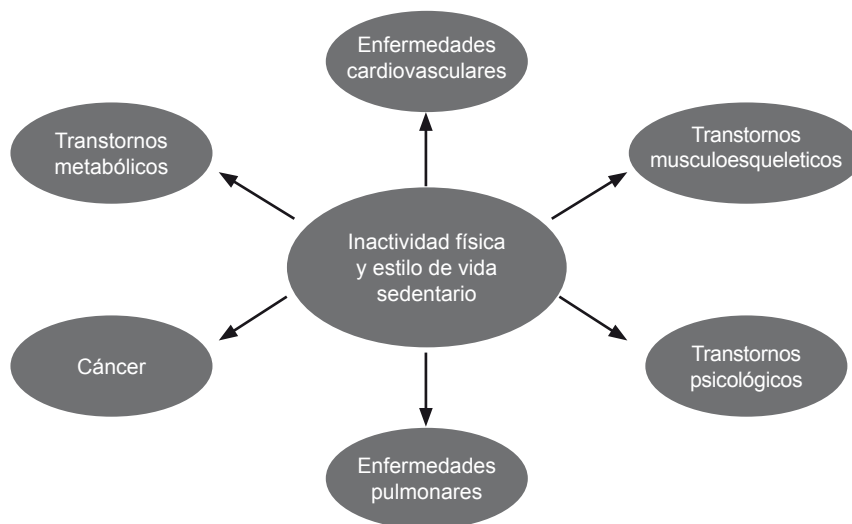 Enfermedades
cardiovasculares
Transtornos
metabólicos
Transtornos
musculoesqueleticos
Inactividad física
y estilo de vida
sedentario
Cáncer
Transtornos
psicológicos
Enfermedades
pulmonares